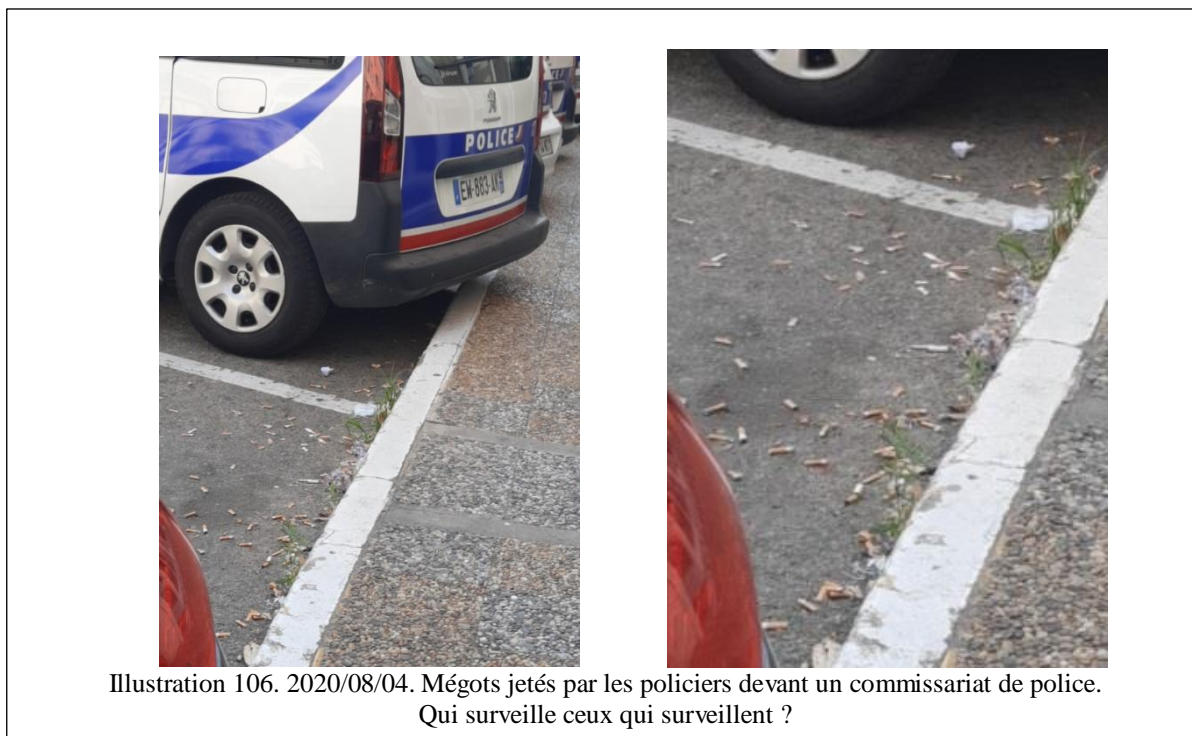 POLICE
EW-883-AK
Illustration 106. 2020/08/04. Mégots jetés par les policiers devant un commissariat de police.
Qui surveille ceux qui surveillent ?